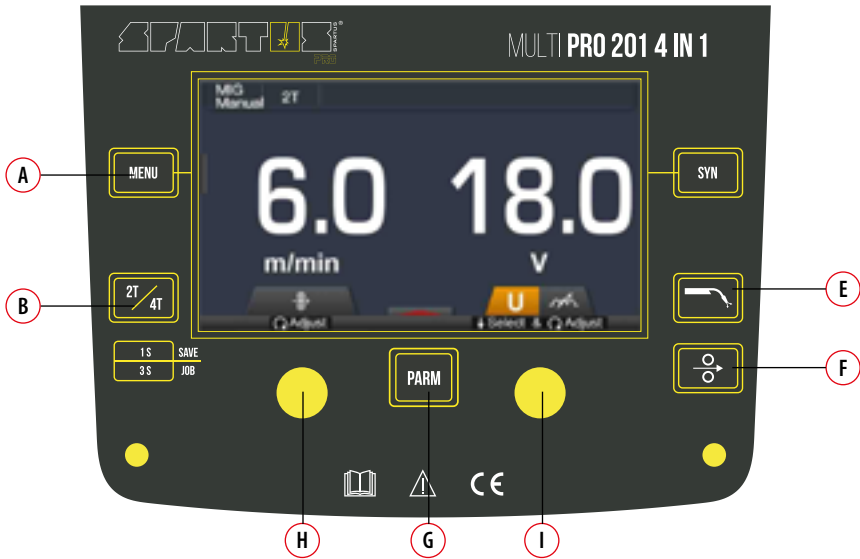 SPARTUS®
SPARTUS
PRO
MULTI PRO 201 4 IN 1
MIG
Manual
2T
A
MENU
6.0
18.0
SYN
m/min
V
B
2T
4T
U
Adjust
Select & Adjust
E
1 S SAVE
3 S JOB
F
PARM
CE
H
G
I